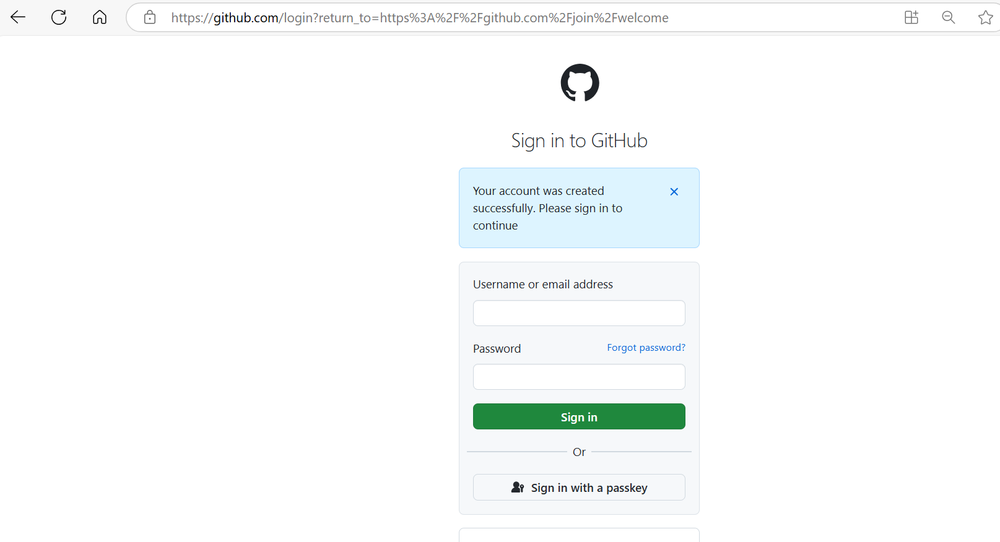 https://github.com/login?return_to=https%3A%2F%2Fgithub.com%2Fjoin%2Fwelcome
Sign in to GitHub
Your account was created
successfully. Please sign in to
continue
Username or email address
Password
Forgot password?
Sign in
Or
Sign in with a passkey